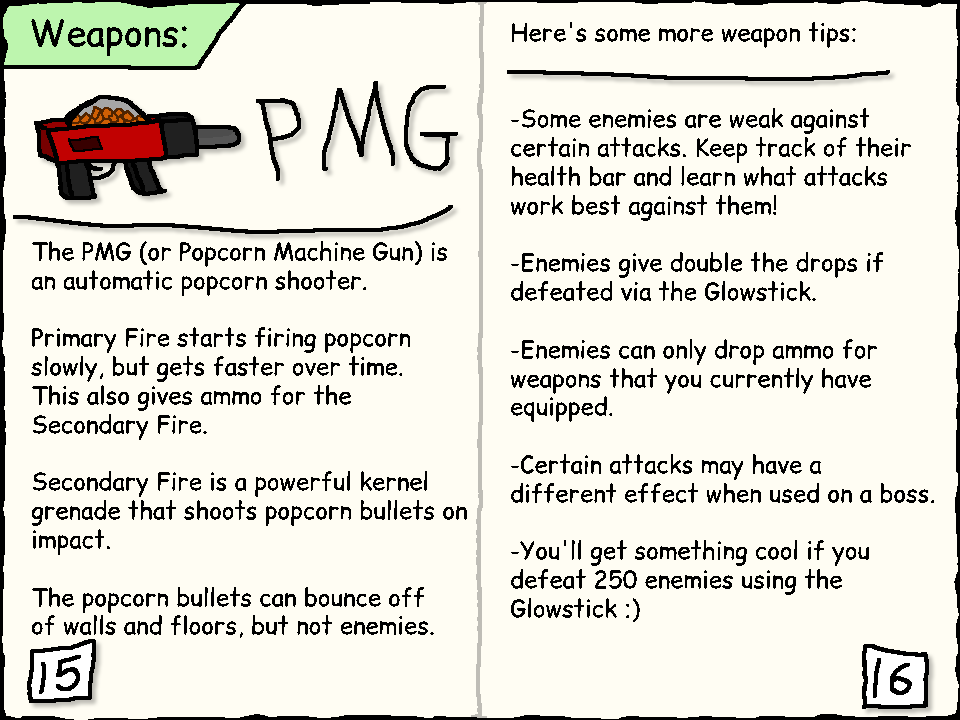 Weapons:
PMG
The PMG (or Popcorn Machine Gun) is
an automatic popcorn shooter.
Primary Fire starts firing popcorn
slowly, but gets faster over time.
This also gives ammo for the
Secondary Fire.
Secondary Fire is a powerful kernel
grenade that shoots popcorn bullets on
impact.
The popcorn bullets can bounce off
of walls and floors, but not enemies.
15
Here's some more weapon tips:
-Some enemies are weak against
certain attacks. Keep track of their
health bar and learn what attacks
work best against them!
-Enemies give double the drops if
defeated via the Glowstick.
-Enemies can only drop ammo for
weapons that you currently have
equipped.
-Certain attacks may have a
different effect when used on a boss.
-You'll get something cool if you
defeat 250 enemies using the
Glowstick :)
16